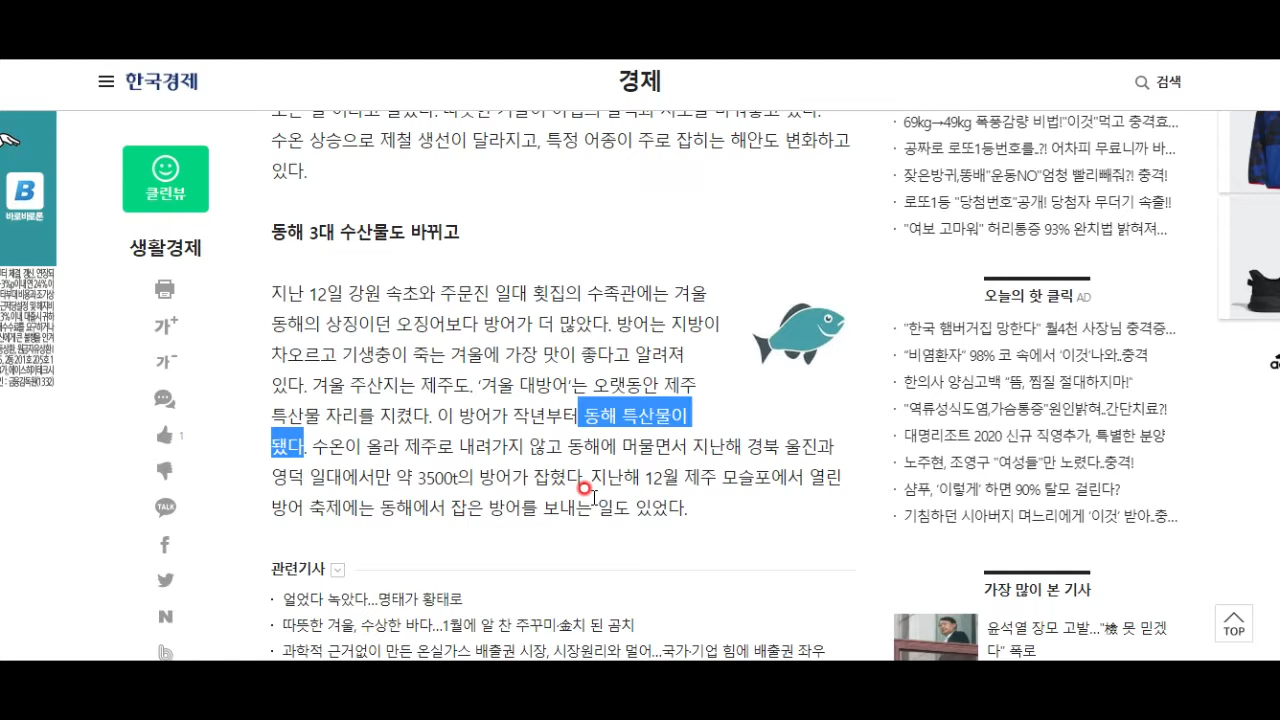 한국경제
경제
검색
수온 상승으로 제철 생선이 달라지고, 특정 어종이 주로 잡히는 해안도 변화하고
있다.
동해 3대 수산물도 바뀌고
지난 12일 강원 속초와 주문진 일대 횟집의 수족관에는 겨울
동해의 상징이던 오징어보다 방어가 더 많았다. 방어는 지방이
차오르고 기생충이 죽는 겨울에 가장 맛이 좋다고 알려져
있다. 겨울 주산지는 제주도. ‘겨울 대방어’는 오랫동안 제주
특산물 자리를 지켰다. 이 방어가 작년부터 동해 특산물이
됐다. 수온이 올라 제주로 내려가지 않고 동해에 머물면서 지난해 경북 울진과
영덕 일대에서만 약 3500t의 방어가 잡혔다. 지난해 12월 제주 모슬포에서 열린
방어 축제에는 동해에서 잡은 방어를 보내는 일도 있었다.
관련기사
· 얼었다 녹았다...명태가 황태로
· 따뜻한 겨울, 수상한 바다...1월에 알 찬 주꾸미·金치 된 곰치
· 과학적 근거없이 만든 온실가스 배출권 시장, 시장원리와 멀어...국가·기업 힘에 배출권 좌우
클린뷰
생활경제
가+
가-
1
TALK
f
N
b
B
바로바로론
· 69kg→49kg 폭풍감량 비법!"이것"먹고 충격효...
· 공짜로 로또1등번호를..?! 어차피 무료니까 바...
· 잦은방귀,똥배"운동NO"엄청 빨리빼줘?! 충격!
· 로또1등 "당첨번호"공개! 당첨자 무더기 속출!!
· "여보 고마워" 허리통증 93% 완치법 밝혀져...
오늘의 핫 클릭 AD
· "한국 햄버거집 망한다" 월4천 사장님 충격증...
· “비염환자” 98% 코 속에서 ‘이것’나와..충격
· 한의사 양심고백 “뜸, 찜질 절대하지마!"
· "역류성식도염,가슴통증"원인밝혀..간단치료?!
· 대명리조트 2020 신규 직영추가, 특별한 분양
· 노주현, 조영구 "여성들"만 노렸다..충격!
· 샴푸, ‘이렇게’ 하면 90% 탈모 걸린다?
· 기침하던 시아버지 며느리에게 ‘이것’ 받아..충...
가장 많이 본 기사
윤석열 장모 고발..."檢 못 믿겠
다" 폭로
TOP